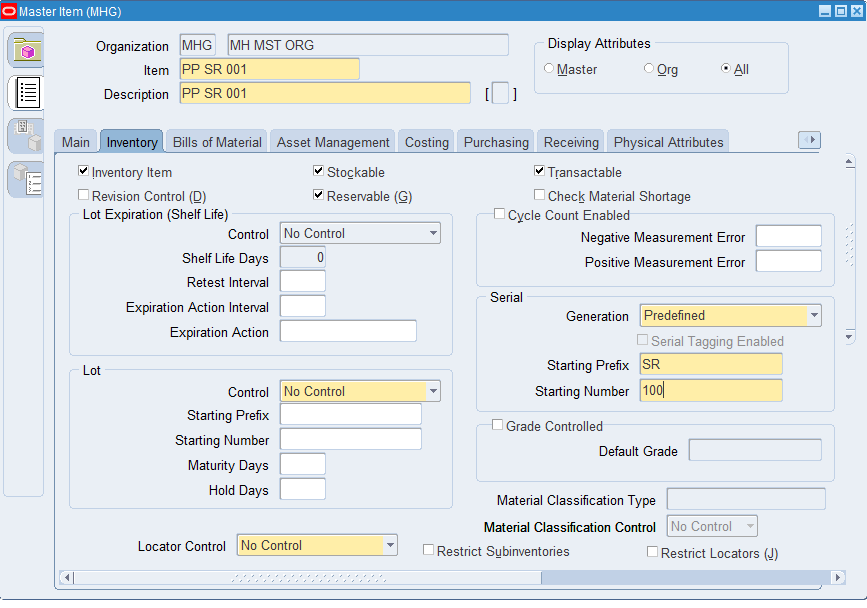 Master Item (MHG)
Organization MHG MH MST ORG
Item PP SR 001
Description PP SR 001 [ ]
Display Attributes
Master Org All
Main Inventory Bills of Material Asset Management Costing Purchasing Receiving Physical Attributes
Inventory Item Stockable Transactable
Revision Control (D) Reservable (G) Check Material Shortage
Lot Expiration (Shelf Life)
Control No Control
Shelf Life Days 0
Retest Interval
Expiration Action Interval
Expiration Action
Lot
Control No Control
Starting Prefix
Starting Number
Maturity Days
Hold Days
Locator Control No Control
Cycle Count Enabled
Negative Measurement Error
Positive Measurement Error
Serial
Generation Predefined
Serial Tagging Enabled
Starting Prefix SR
Starting Number 100
Grade Controlled
Default Grade
Material Classification Type
Material Classification Control No Control
Restrict Subinventories Restrict Locators (J)